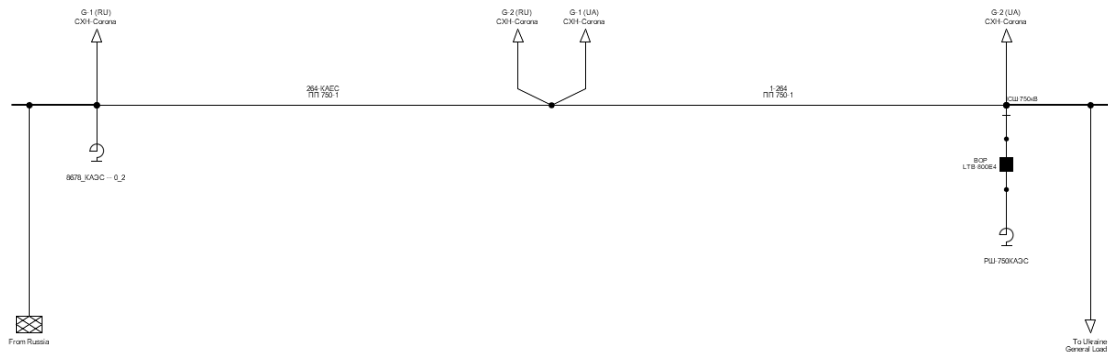 G-1 (RU)
СХН-Corona
G-2 (RU)
СХН-Corona
G-1 (UA)
СХН-Corona
G-2 (UA)
СХН-Corona
264-КАЕС
ПП 750-1
1-264
ПП 750-1
СШ 750кВ
8678_КАЭС -- 0_2
ВОР
LTB 800E4
РШ-750КАЭС
From Russia
To Ukraine
General Load